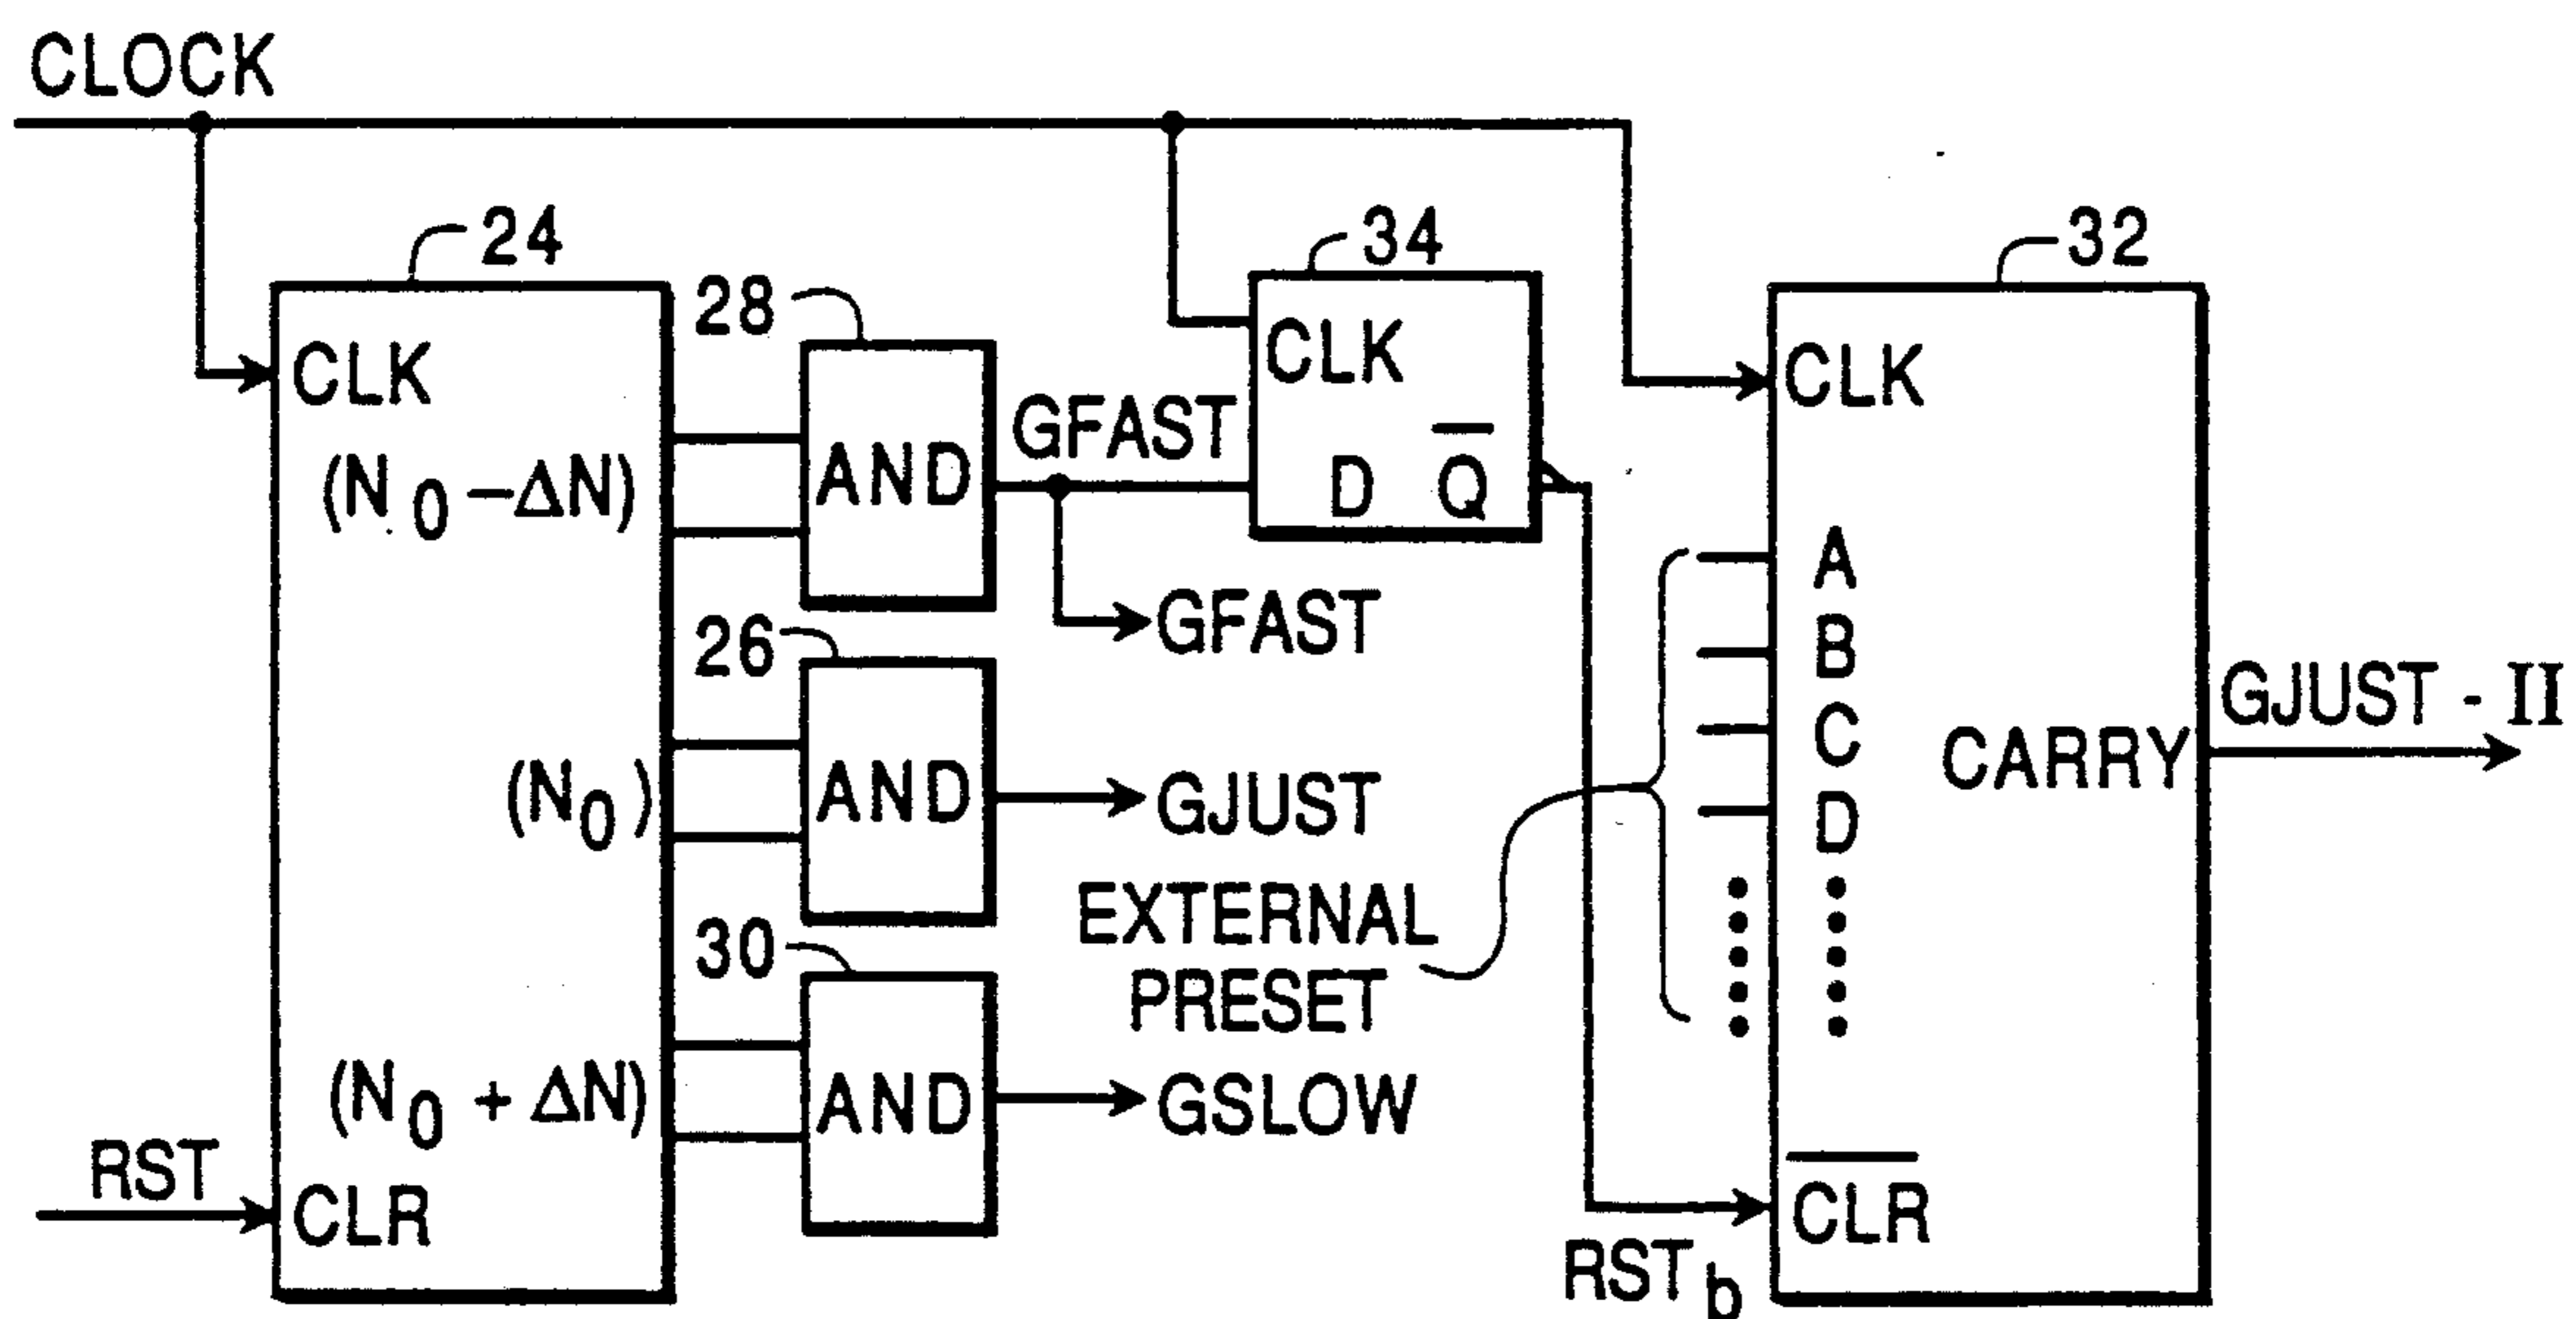 CLOCK
24
CLK
(N0 –ΔN)
(N0 )
(N0 + ΔN)
RST
CLR
28
AND
GFAST
GFAST
26
AND
GJUST
30
AND
GSLOW
34
CLK
D Q̅
EXTERNAL
PRESET
32
CLK
A
B
C
D
CARRY
GJUST - II
C̅L̅R̅
RSTb